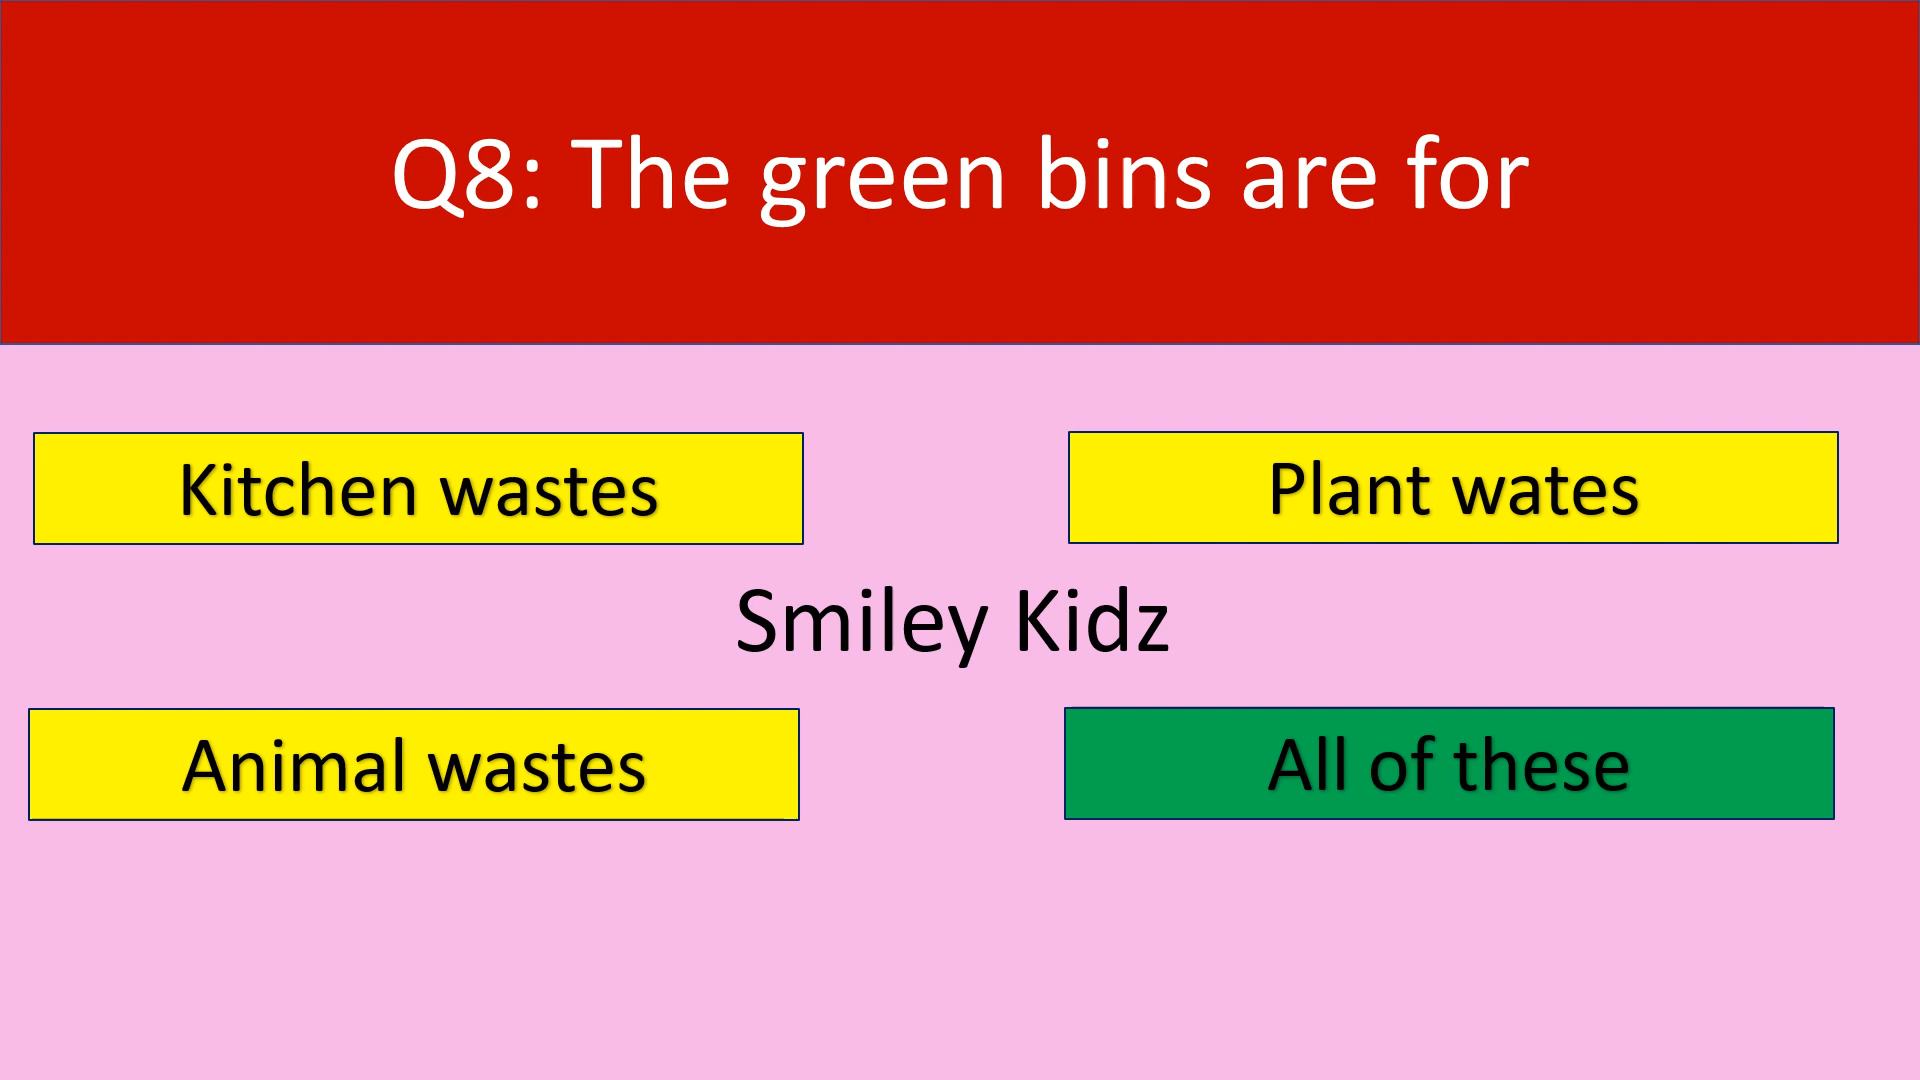 Q8: The green bins are for
Kitchen wastes
Plant wates
Smiley Kidz
Animal wastes
All of these